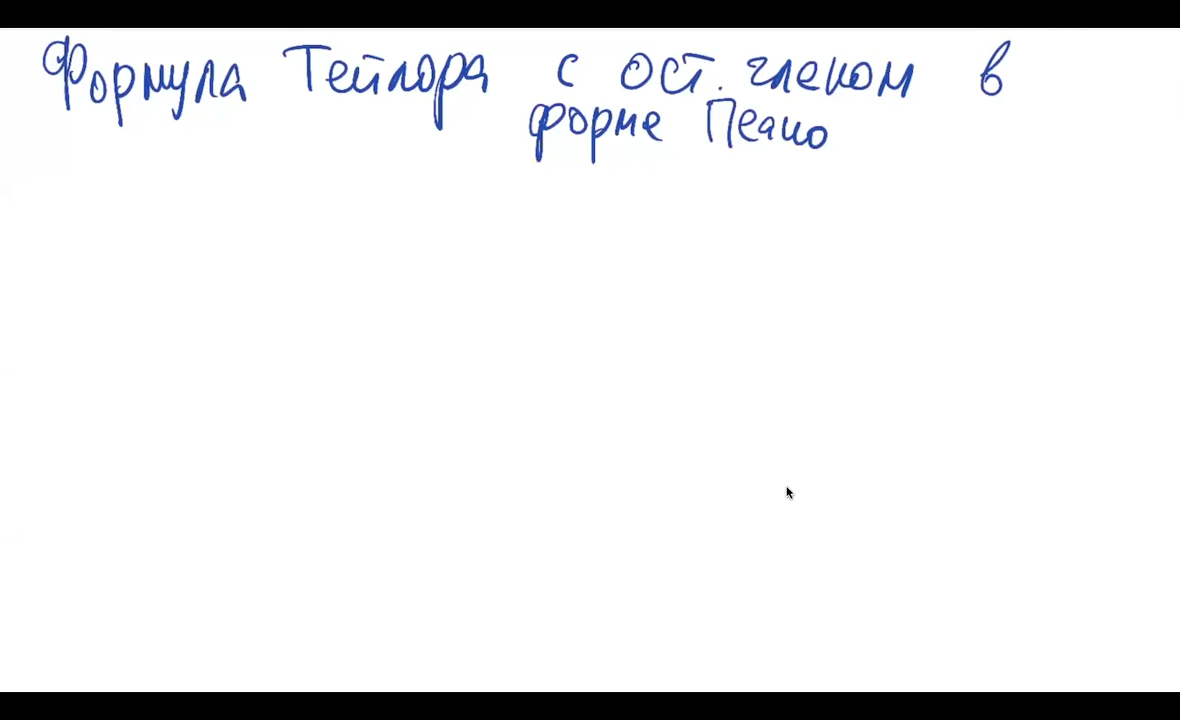 Формула Тейлора с ост. членом в
форме Пеано